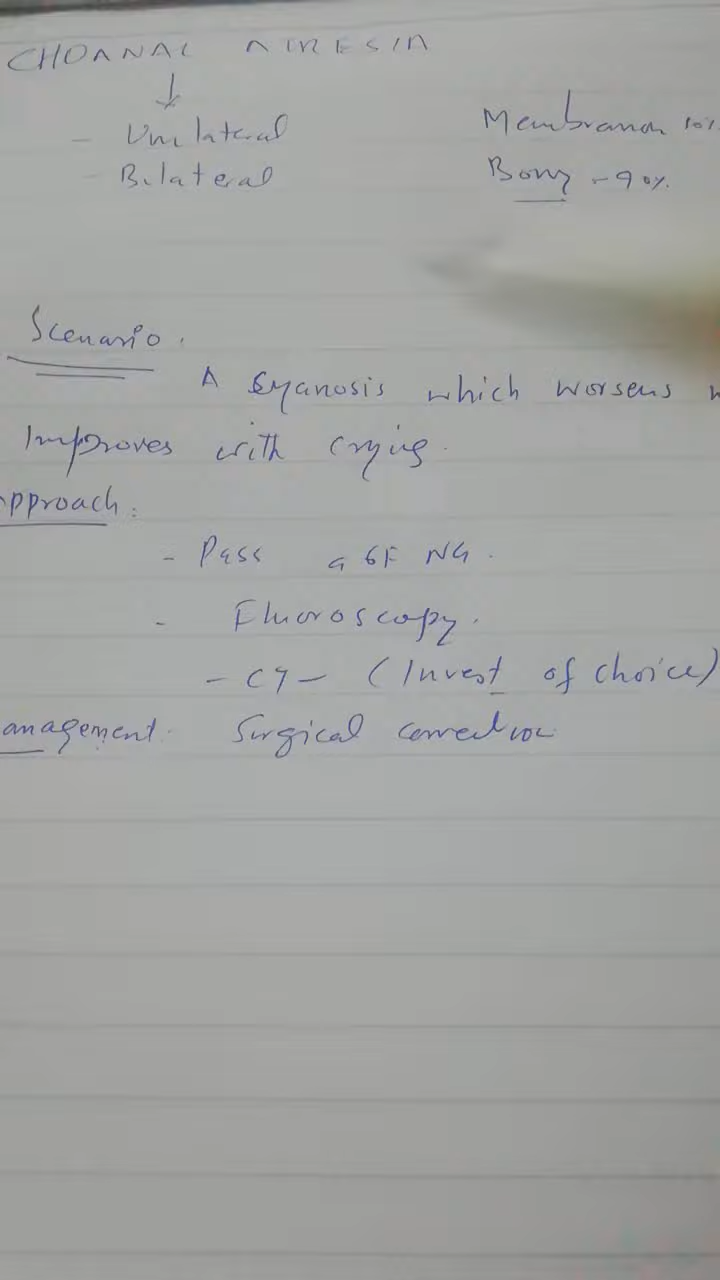 CHOANAL ATRESIA
- Unilateral
- Bilateral
Membranous 10%
Bony - 90%
Scenario.
A Cyanosis which worsens
Improves with crying.
pproach:
- Pass a 6F NG.
- Fluoroscopy.
- CT - (Invest of choice)
anagement: Surgical correction